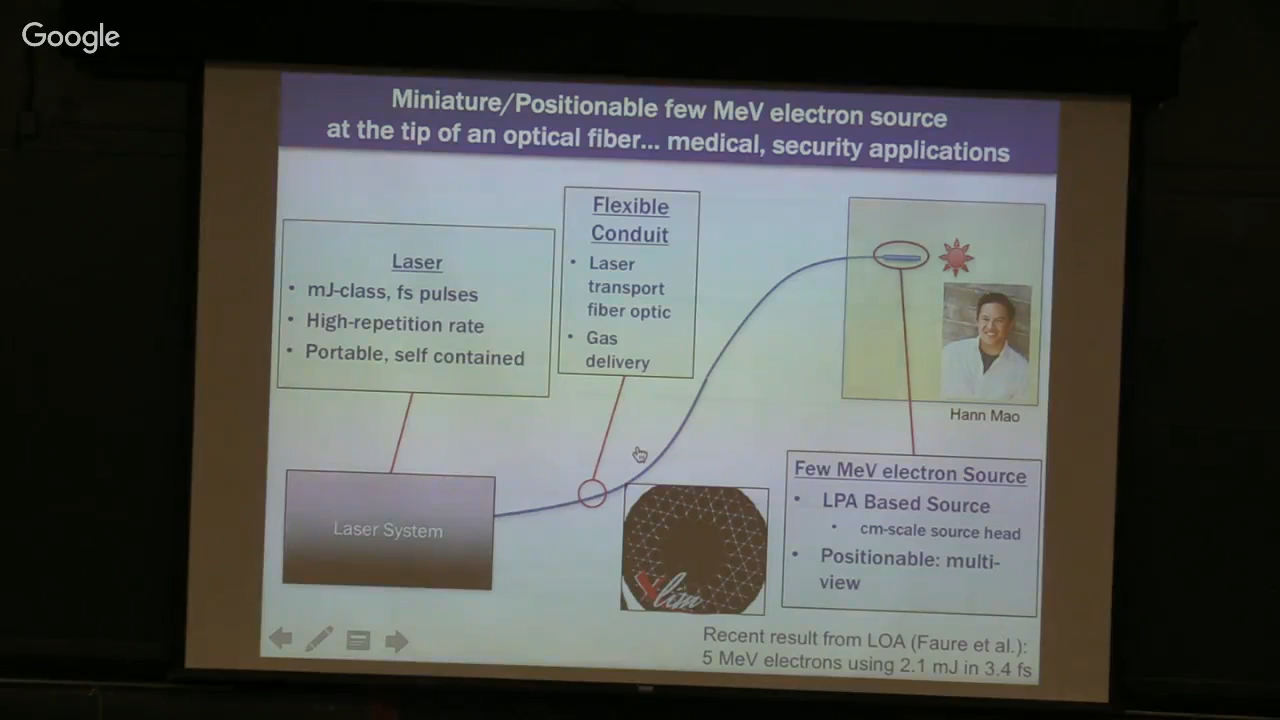 Google
Miniature/Positionable few MeV electron source
at the tip of an optical fiber... medical, security applications
Laser
• mJ-class, fs pulses
• High-repetition rate
• Portable, self contained
Flexible
Conduit
• Laser
transport
fiber optic
• Gas
delivery
Hann Mao
Laser System
Xlim
Few MeV electron Source
• LPA Based Source
• cm-scale source head
• Positionable: multi-
view
Recent result from LOA (Faure et al.):
5 MeV electrons using 2.1 mJ in 3.4 fs